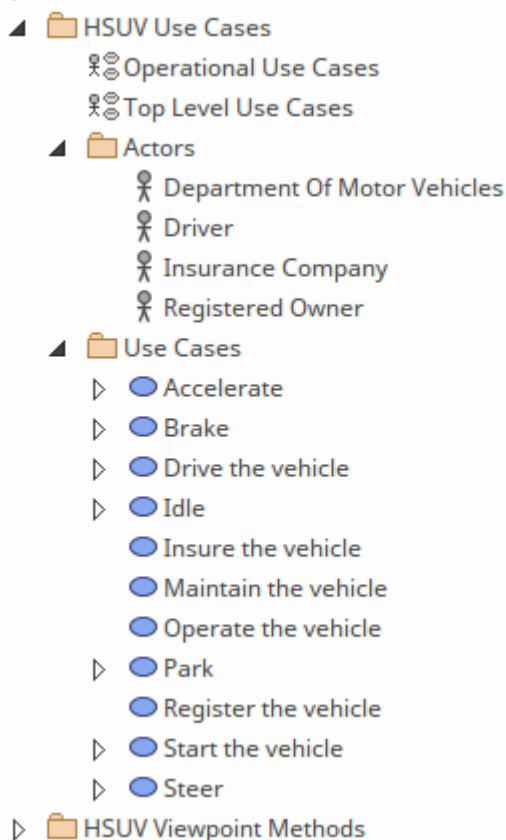 HSUV Use Cases
Operational Use Cases
Top Level Use Cases
Actors
Department Of Motor Vehicles
Driver
Insurance Company
Registered Owner
Use Cases
Accelerate
Brake
Drive the vehicle
Idle
Insure the vehicle
Maintain the vehicle
Operate the vehicle
Park
Register the vehicle
Start the vehicle
Steer
HSUV Viewpoint Methods